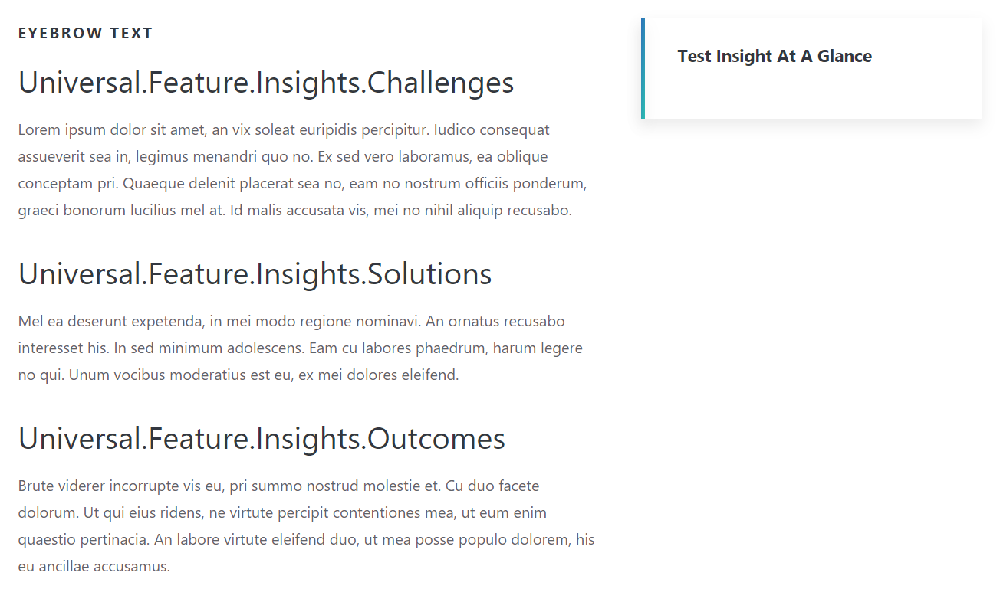 EYEBROW TEXT
Universal.Feature.Insights.Challenges
Lorem ipsum dolor sit amet, an vix soleat euripidis percipitur. Iudico consequat
assueverit sea in, legimus menandri quo no. Ex sed vero laboramus, ea oblique
conceptam pri. Quaeque delenit placerat sea no, eam no nostrum officiis ponderum,
graeci bonorum lucilius mel at. Id malis accusata vis, mei no nihil aliquip recusabo.
Universal.Feature.Insights.Solutions
Mel ea deserunt expetenda, in mei modo regione nominavi. An ornatus recusabo
interesset his. In sed minimum adolescens. Eam cu labores phaedrum, harum legere
no qui. Unum vocibus moderatius est eu, ex mei dolores eleifend.
Universal.Feature.Insights.Outcomes
Brute viderer incorrupte vis eu, pri summo nostrud molestie et. Cu duo facete
dolorum. Ut qui eius ridens, ne virtute percipit contentiones mea, ut eum enim
quaestio pertinacia. An labore virtute eleifend duo, ut mea posse populo dolorem, his
eu ancillae accusamus.
Test Insight At A Glance